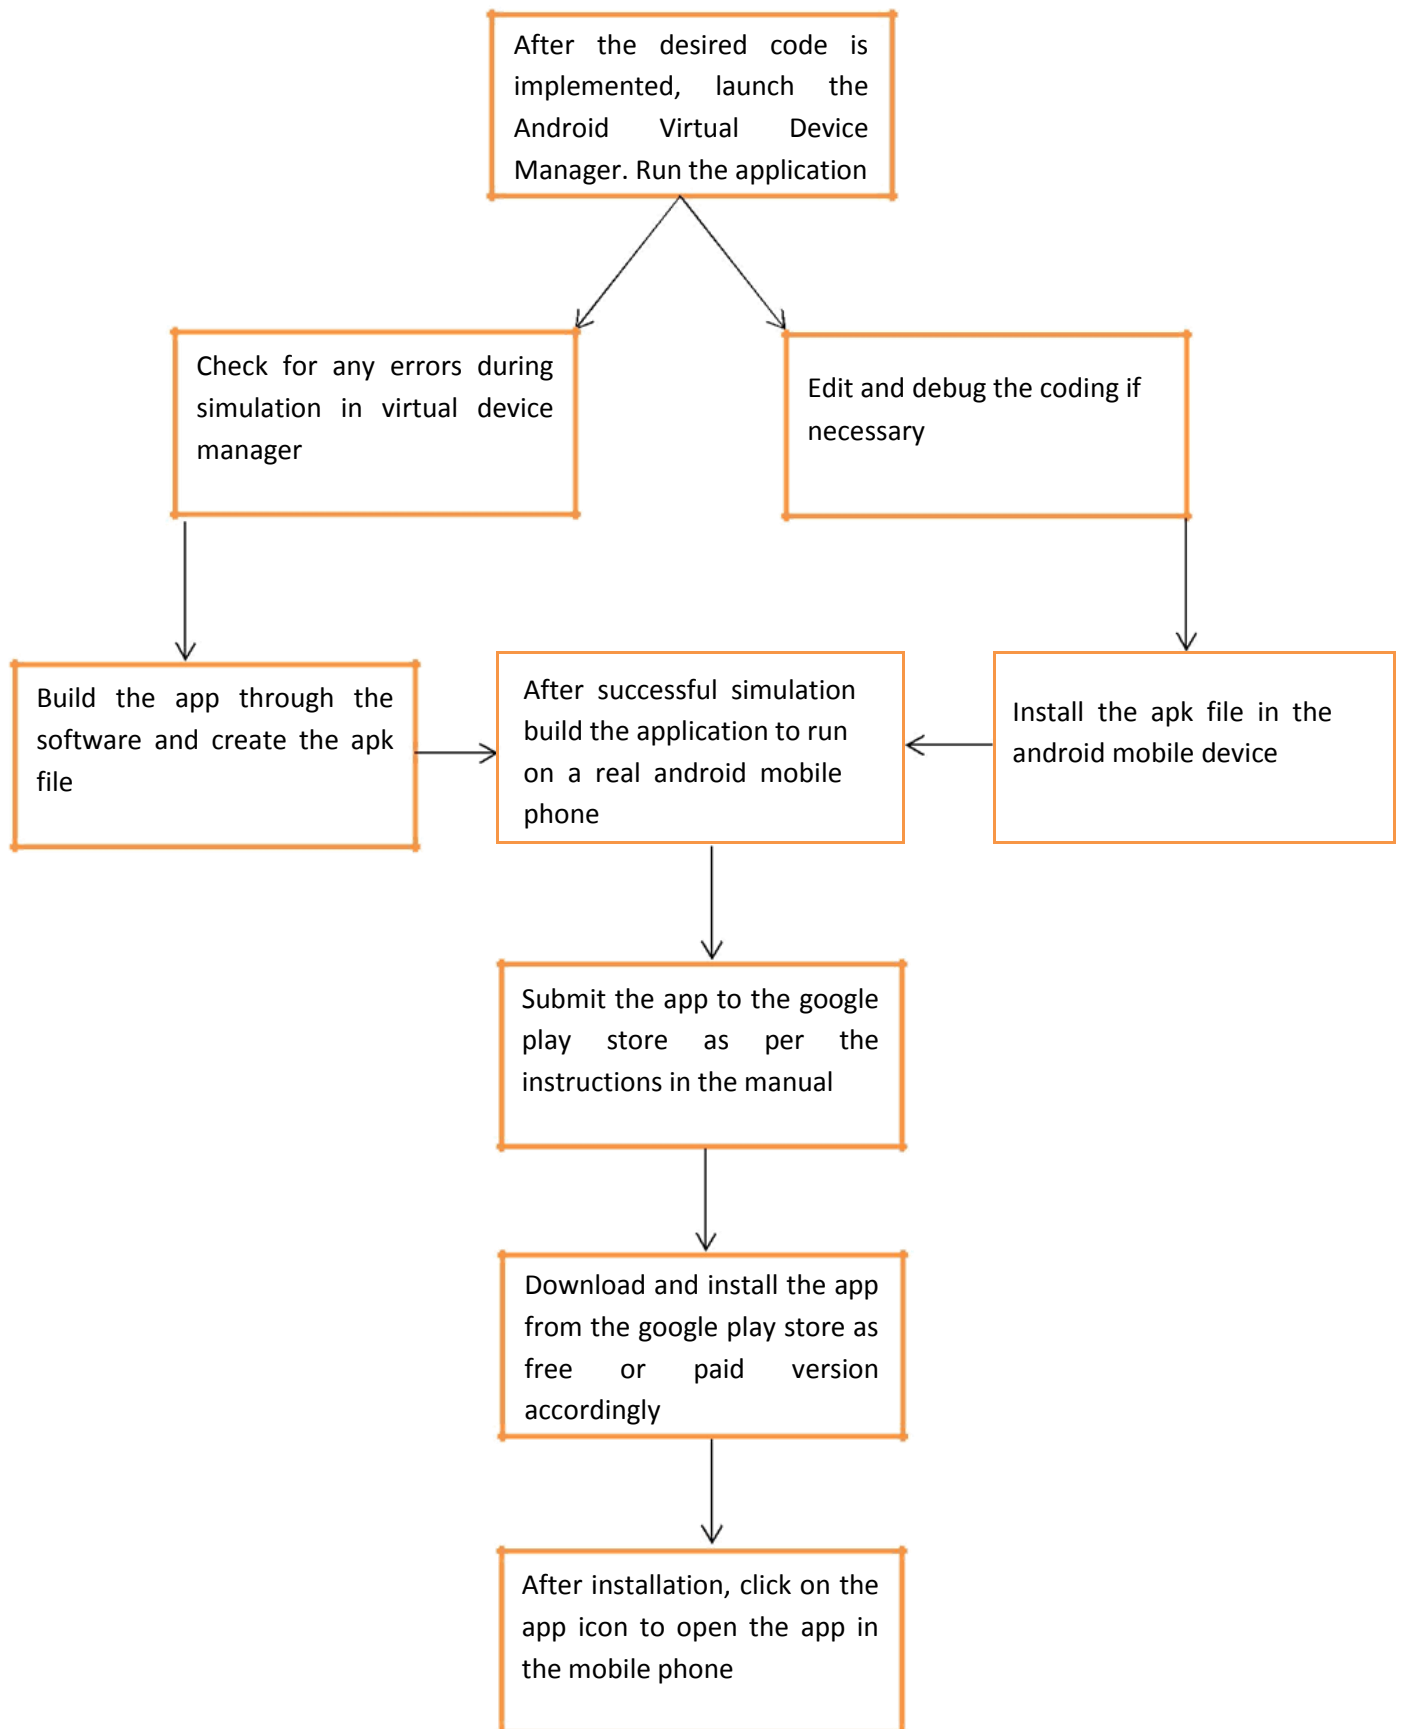 After the desired code is
implemented, launch the
Android Virtual Device
Manager. Run the application
Check for any errors during
simulation in virtual device
manager
Edit and debug the coding if
necessary
Build the app through the
software and create the apk
file
After successful simulation
build the application to run
on a real android mobile
phone
Install the apk file in the
android mobile device
Submit the app to the google
play store as per the
instructions in the manual
Download and install the app
from the google play store as
free or paid version
accordingly
After installation, click on the
app icon to open the app in
the mobile phone